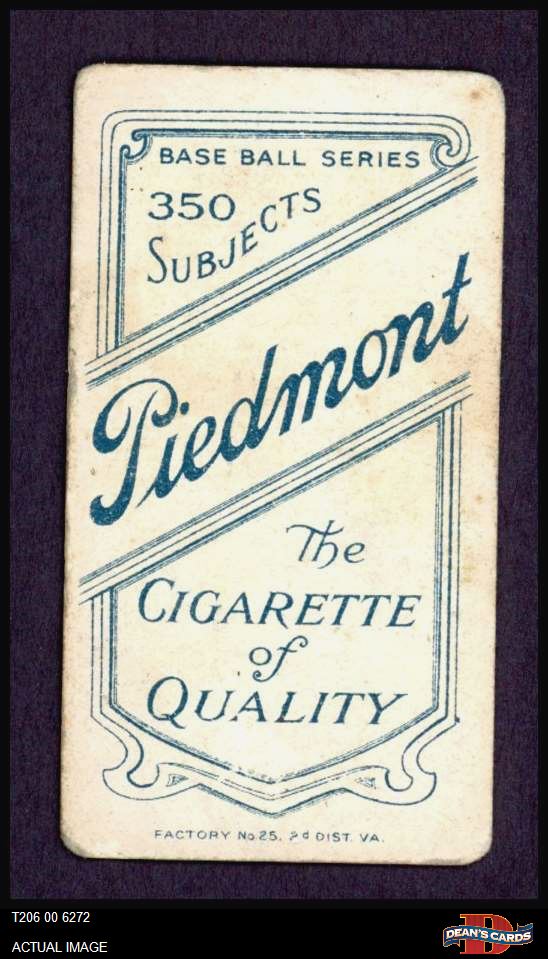 BASE BALL SERIES
350
SUBJECTS
Piedmont
The
CIGARETTE
of
QUALITY
FACTORY No 25. 2d DIST. VA.
T206 00 6272
ACTUAL IMAGE
DEAN'S CARDS